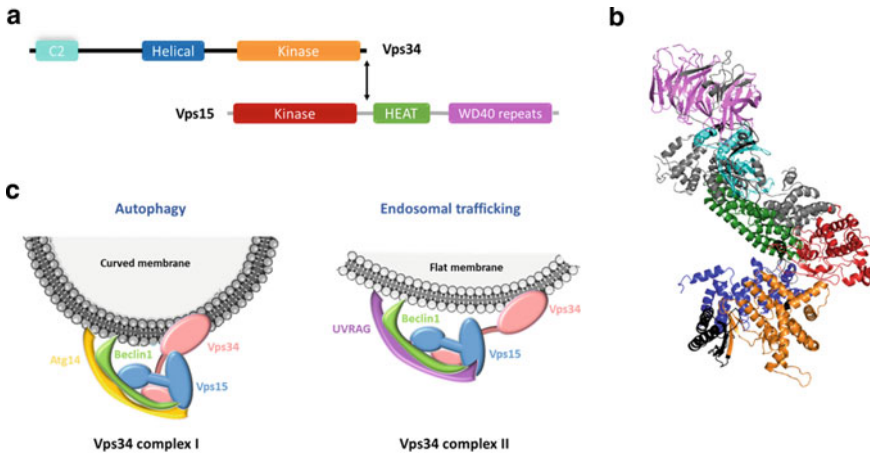 a
C2 Helical Kinase Vps34
Vps15 Kinase HEAT WD40 repeats
b
c
Autophagy
Curved membrane
Atg14
Beclin1
Vps34
Vps15
Vps34 complex I
Endosomal trafficking
Flat membrane
UVRAG
Beclin1
Vps34
Vps15
Vps34 complex II